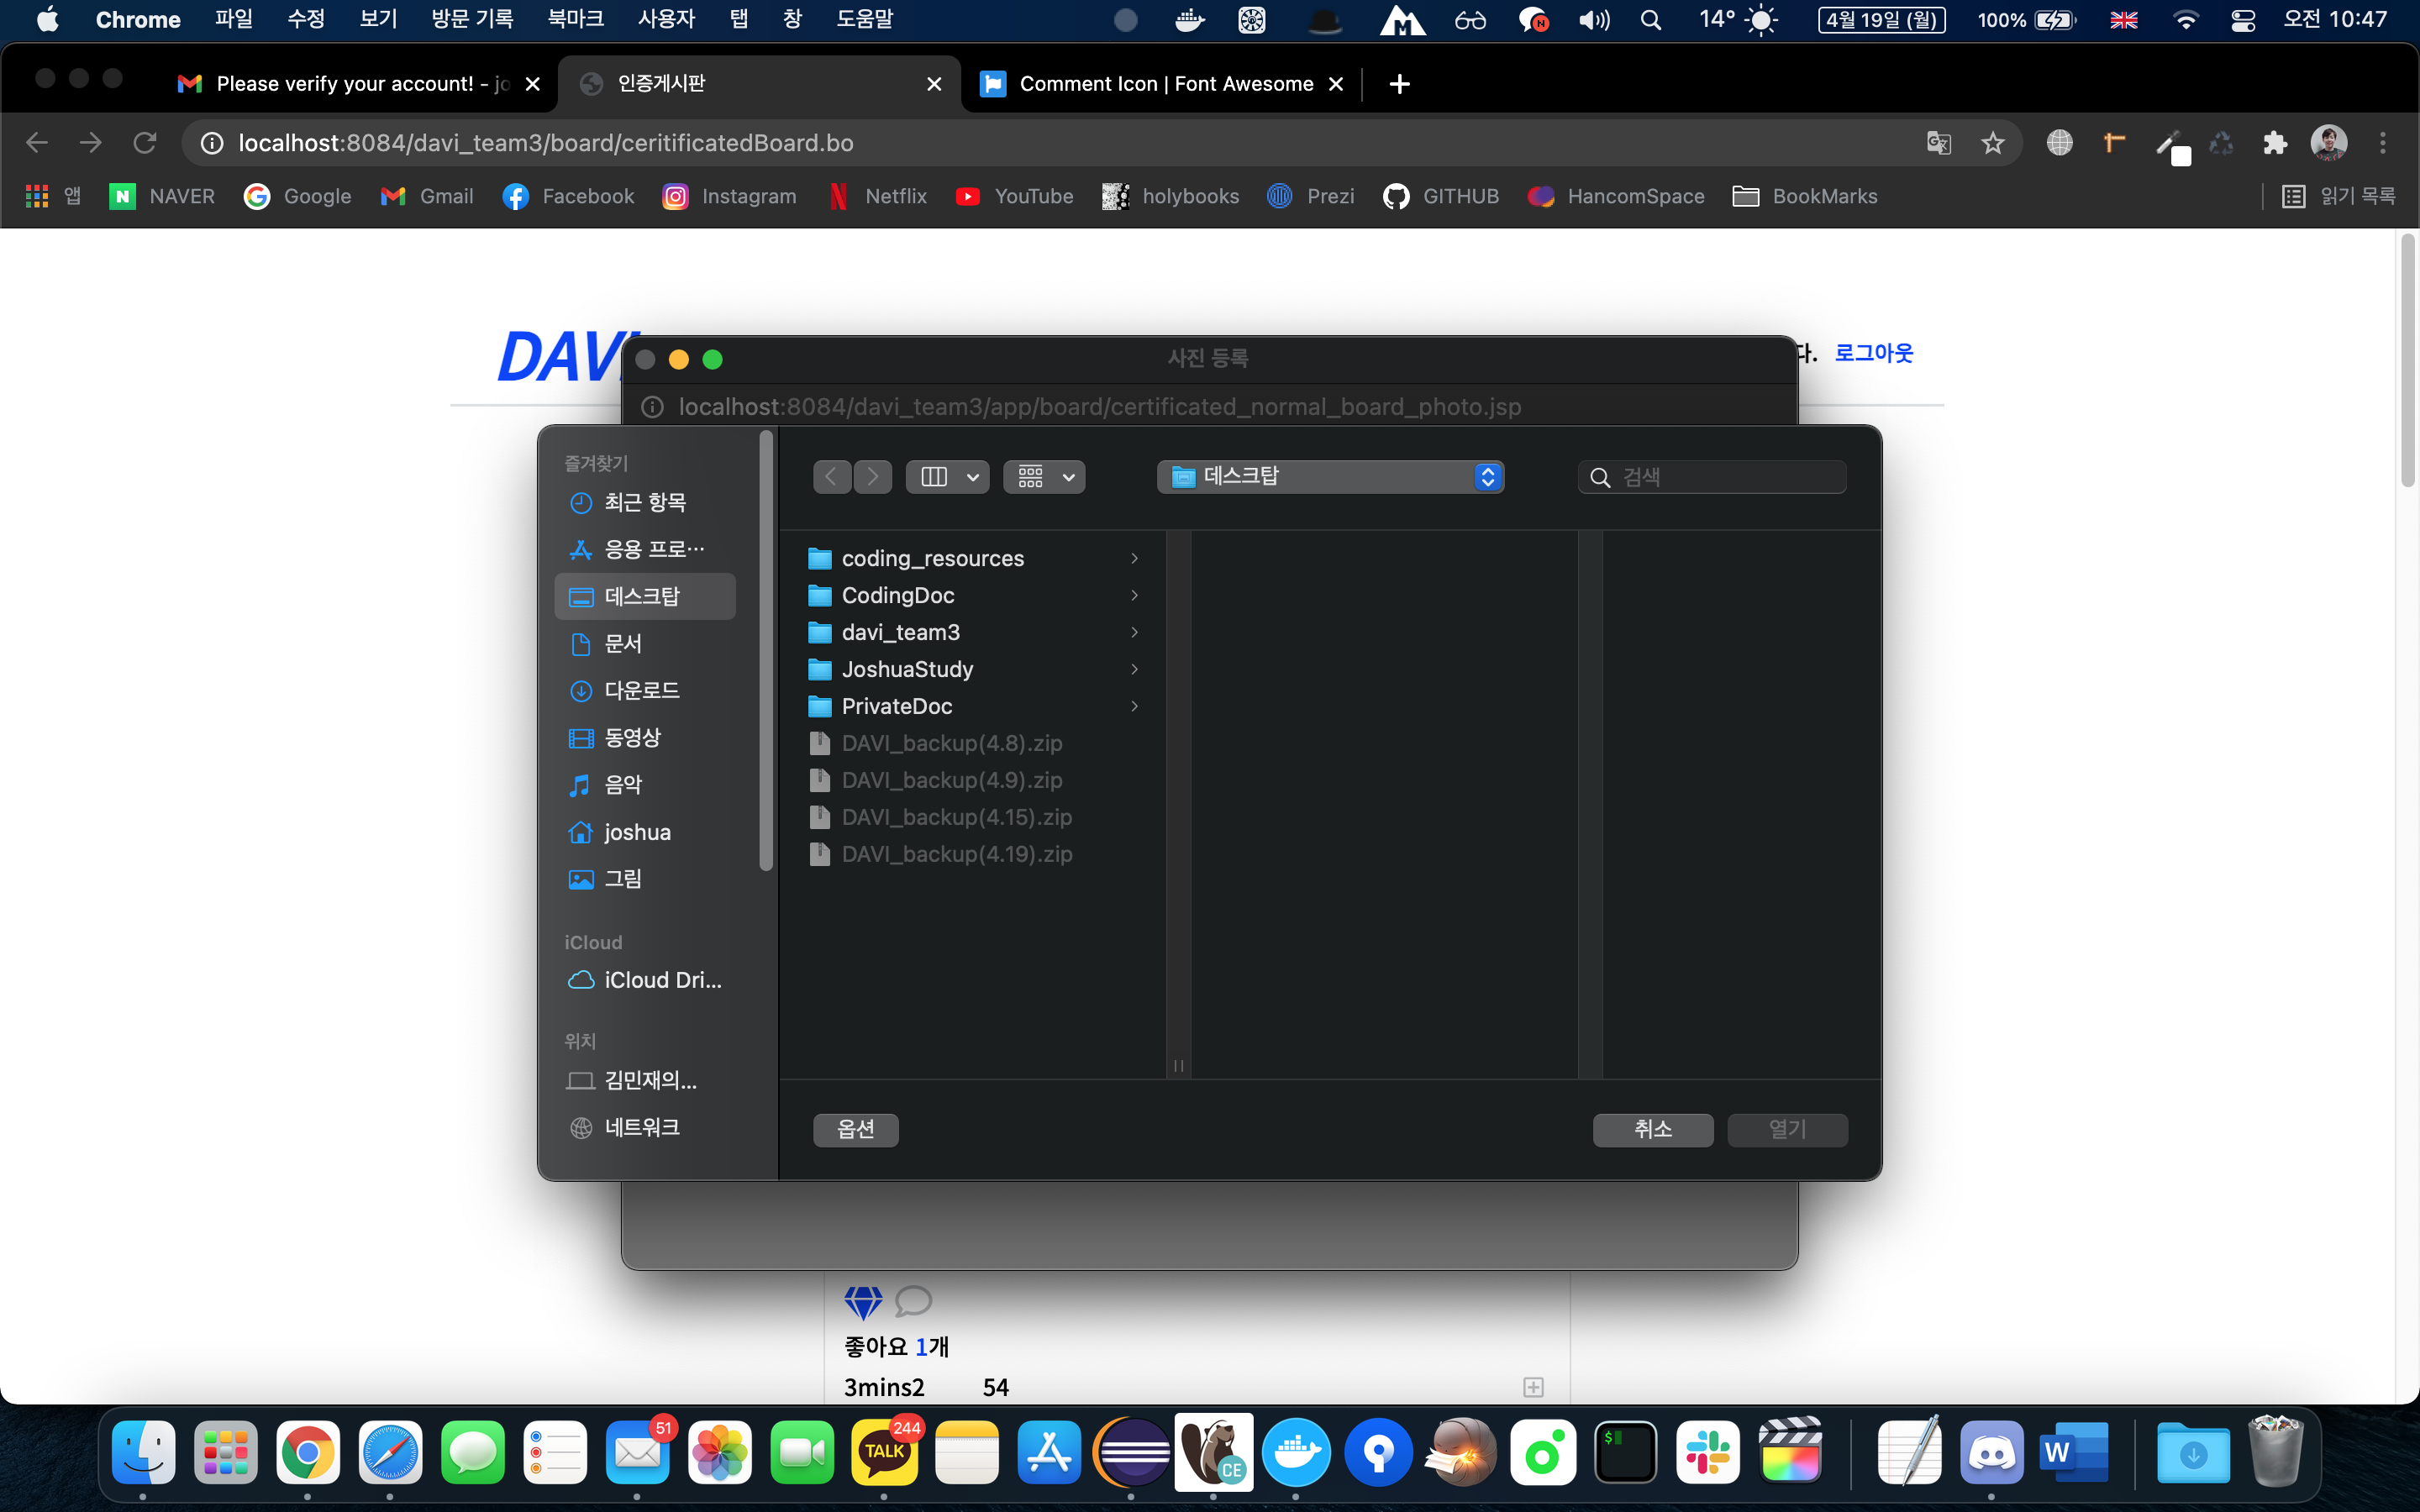 Chrome 파일 수정 보기 방문 기록 북마크 사용자 탭 창 도움말 14° 4월 19일 (월) 100% 오전 10:47
Please verify your account! - jo 인증게시판 Comment Icon | Font Awesome
localhost:8084/davi_team3/board/ceritificatedBoard.bo
앱 NAVER Google Gmail Facebook Instagram Netflix YouTube holybooks Prezi GITHUB HancomSpace BookMarks 읽기 목록
DAVI
다. 로그아웃
사진 등록
localhost:8084/davi_team3/app/board/certificated_normal_board_photo.jsp
즐겨찾기
최근 항목
응용 프로…
데스크탑
문서
다운로드
동영상
음악
joshua
그림
iCloud
iCloud Dri...
위치
김민재의...
네트워크
데스크탑
검색
coding_resources
CodingDoc
davi_team3
JoshuaStudy
PrivateDoc
DAVI_backup(4.8).zip
DAVI_backup(4.9).zip
DAVI_backup(4.15).zip
DAVI_backup(4.19).zip
옵션 취소 열기
좋아요 1개
3mins2 54
51
244
TALK
CE
W